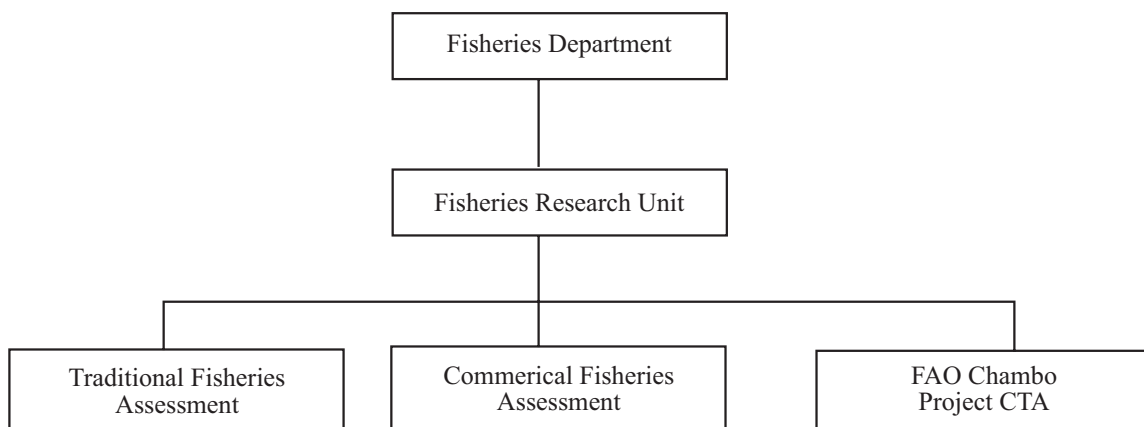 Fisheries Department
Fisheries Research Unit
Traditional Fisheries
Assessment
Commerical Fisheries
Assessment
FAO Chambo
Project CTA